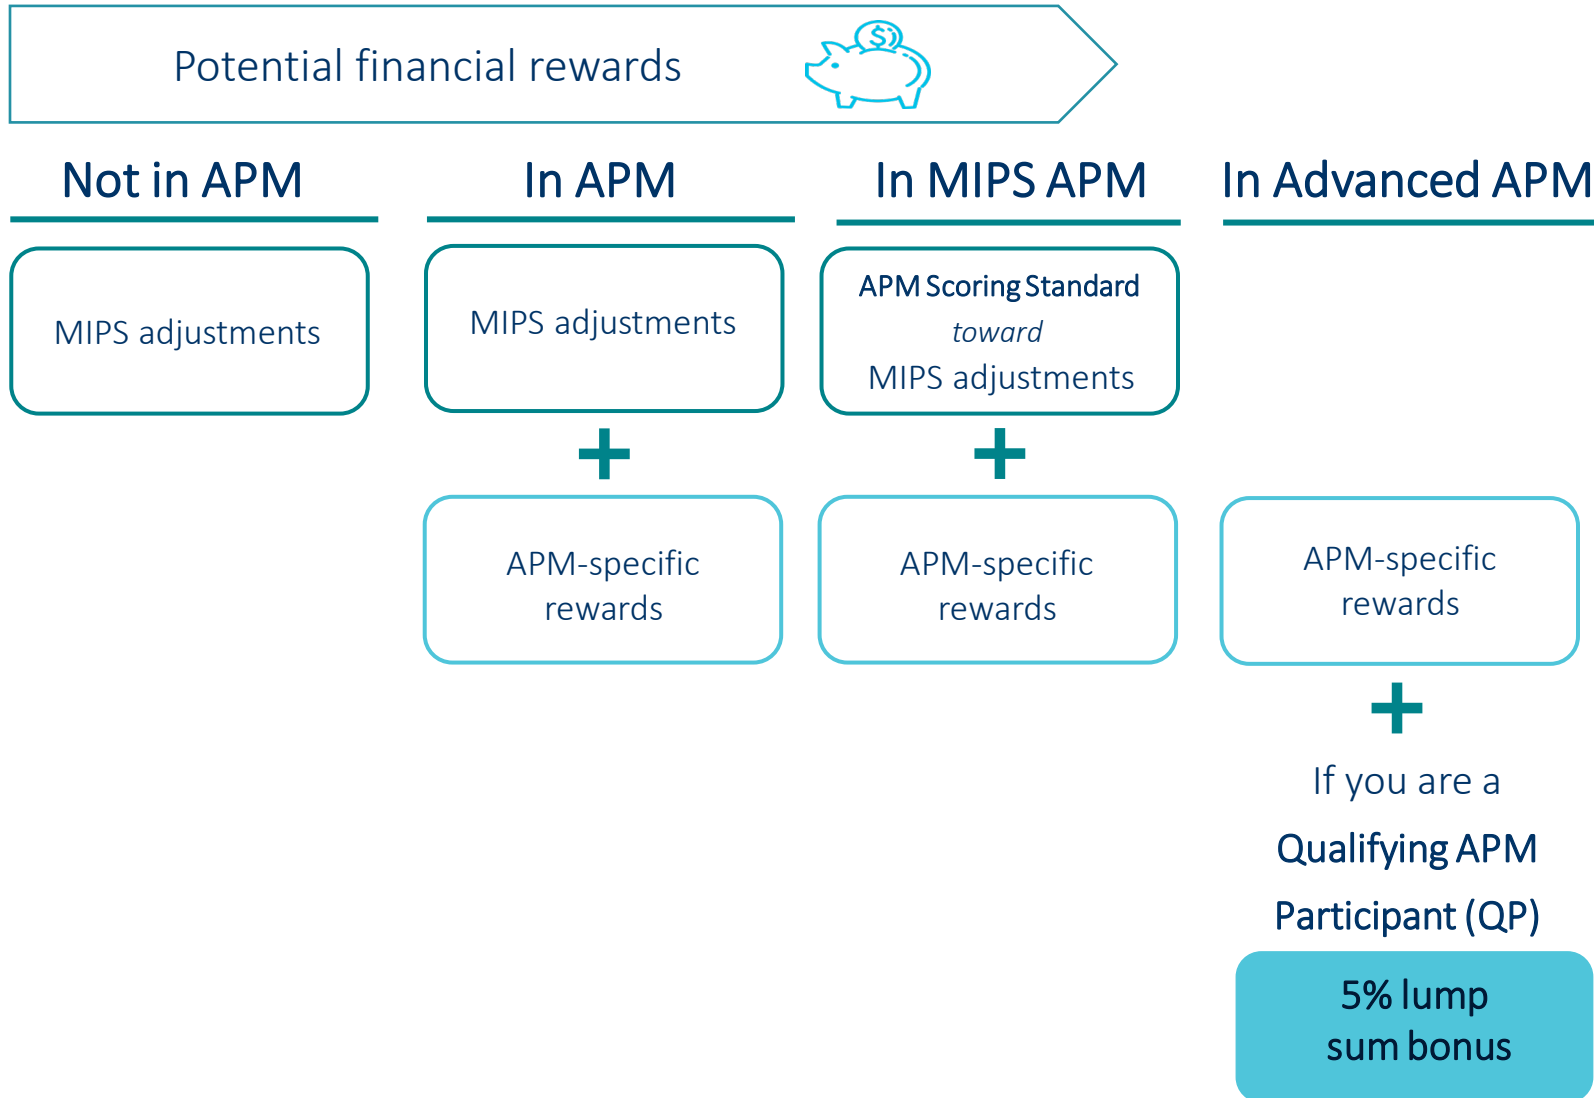 Potential financial rewards
$
Not in APM
In APM
In MIPS APM
In Advanced APM
MIPS adjustments
MIPS adjustments
APM Scoring Standard
toward
MIPS adjustments
+
+
APM-specific
rewards
APM-specific
rewards
APM-specific
rewards
+
If you are a
Qualifying APM
Participant (QP)
5% lump
sum bonus